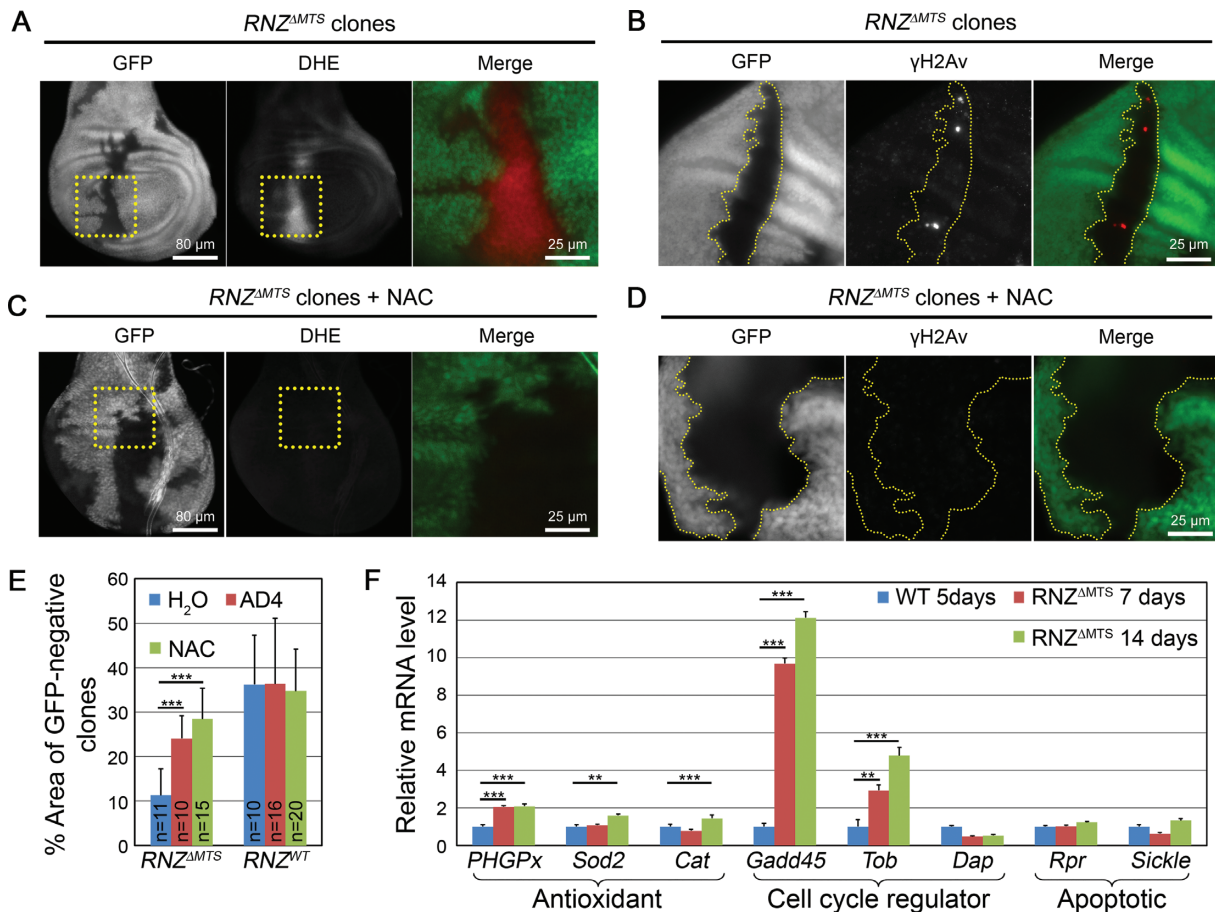 A
RNZ^ΔMTS clones
GFP DHE Merge
80 µm 25 µm
B
RNZ^ΔMTS clones
GFP γH2Av Merge
25 µm
C
RNZ^ΔMTS clones + NAC
GFP DHE Merge
80 µm 25 µm
D
RNZ^ΔMTS clones + NAC
GFP γH2Av Merge
25 µm
E
% Area of GFP-negative
clones
60
50
40
30
20
10
0
H₂O AD4
NAC
***
***
n=11 n=10 n=15 n=10 n=16 n=20
RNZ^ΔMTS RNZ^WT
F
Relative mRNA level
14
12
10
8
6
4
2
0
WT 5days RNZ^ΔMTS 7 days
RNZ^ΔMTS 14 days
***
***
**
***
***
***
***
**
PHGPx Sod2 Cat Gadd45 Tob Dap Rpr Sickle
Antioxidant Cell cycle regulator Apoptotic